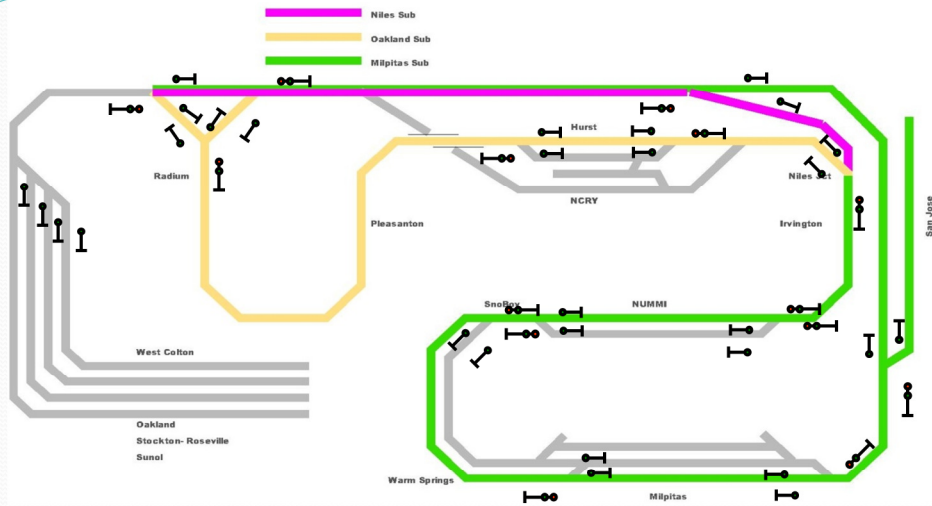 Niles Sub
Oakland Sub
Milpitas Sub
Hurst
Radium
Niles Jct
NCRY
Pleasanton
Irvington
San Jose
SnoBoy
NUMMI
West Colton
Oakland
Stockton- Roseville
Sunol
Warm Springs
Milpitas